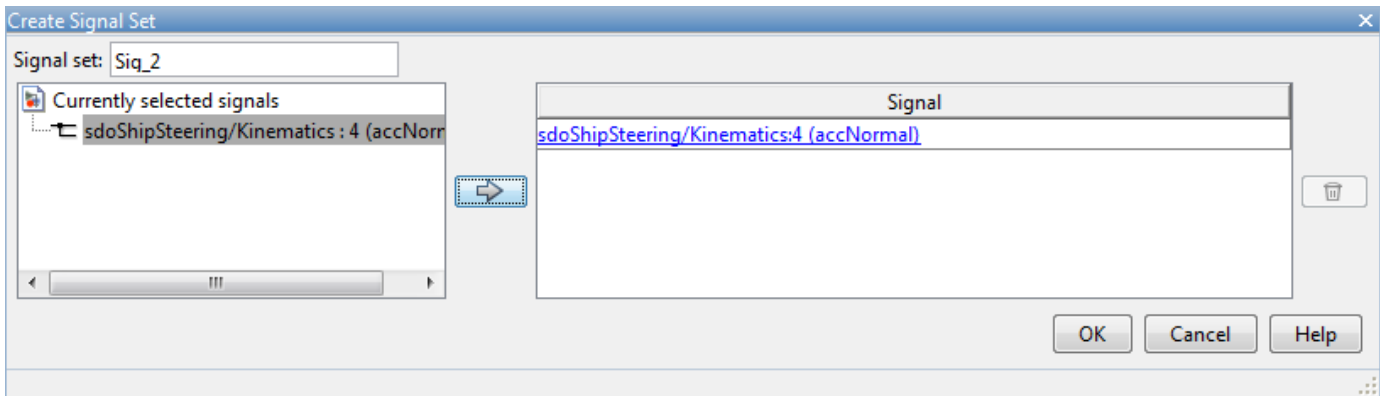 Create Signal Set
Signal set: Sig_2
Currently selected signals
sdoShipSteering/Kinematics : 4 (accNorr
Signal
sdoShipSteering/Kinematics:4 (accNormal)
OK Cancel Help